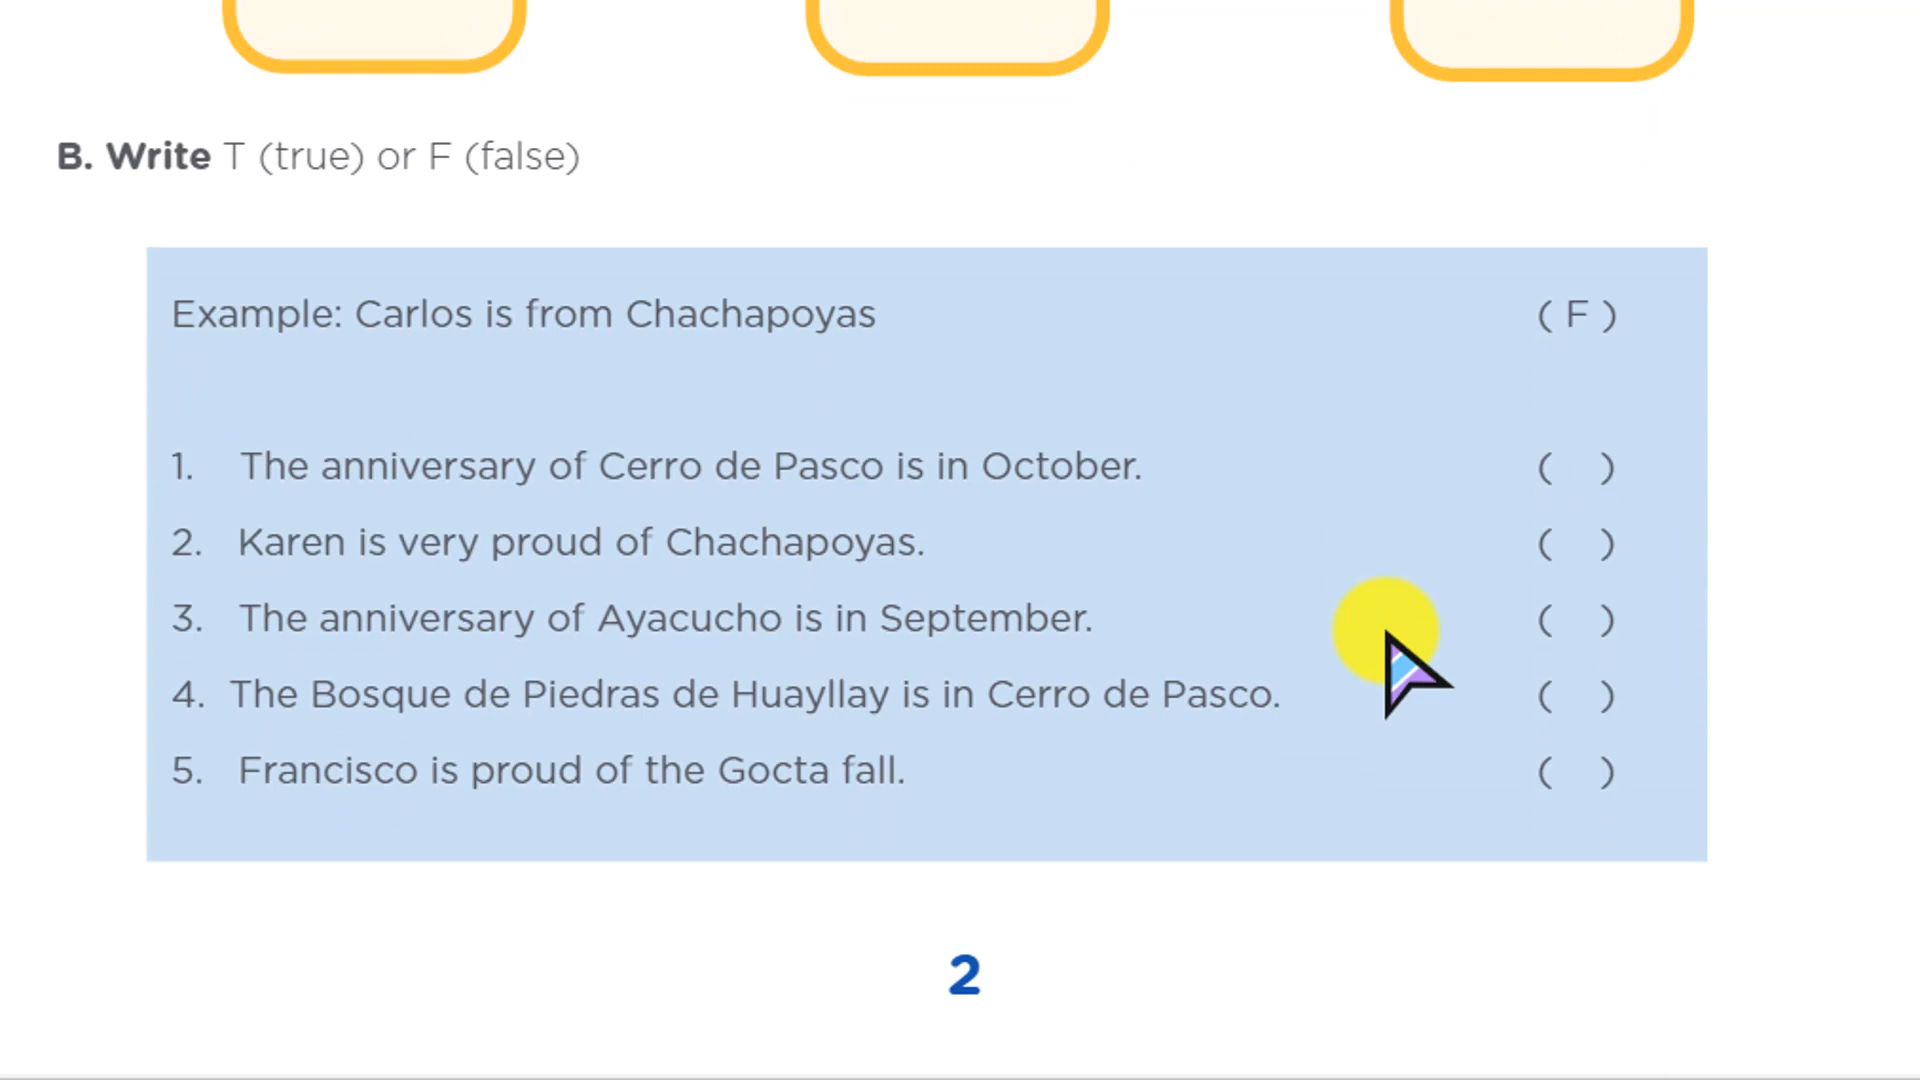 B. Write T (true) or F (false)
Example: Carlos is from Chachapoyas ( F )
1. The anniversary of Cerro de Pasco is in October. ( )
2. Karen is very proud of Chachapoyas. ( )
3. The anniversary of Ayacucho is in September. ( )
4. The Bosque de Piedras de Huayllay is in Cerro de Pasco. ( )
5. Francisco is proud of the Gocta fall. ( )
2